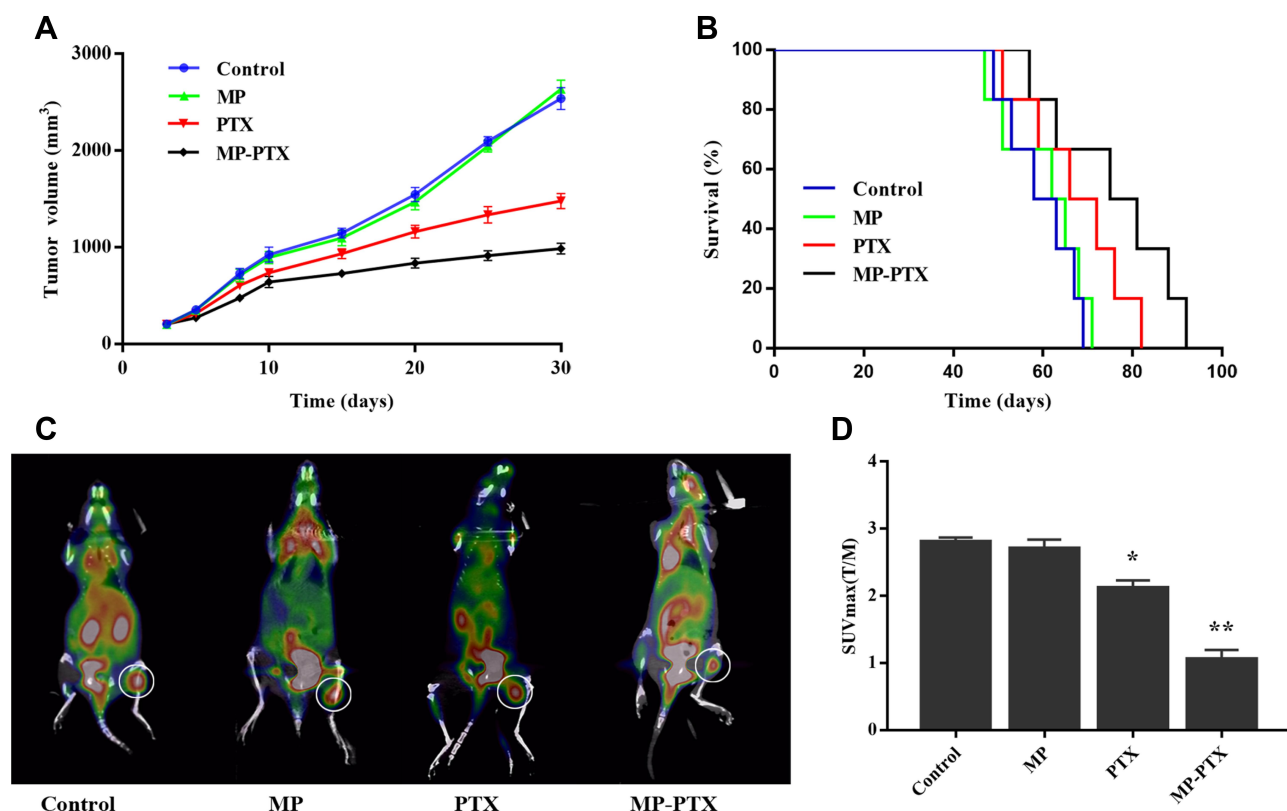 A
Tumor volume (mm³)
3000
2000
1000
0
0 10 20 30
Time (days)
Control
MP
PTX
MP-PTX
B
Survival (%)
100
80
60
40
20
0
0 20 40 60 80 100
Time (days)
Control
MP
PTX
MP-PTX
C
Control MP PTX MP-PTX
D
SUVmax(T/M)
4
3
2
1
0
*
**
Control
MP
PTX
MP-PTX